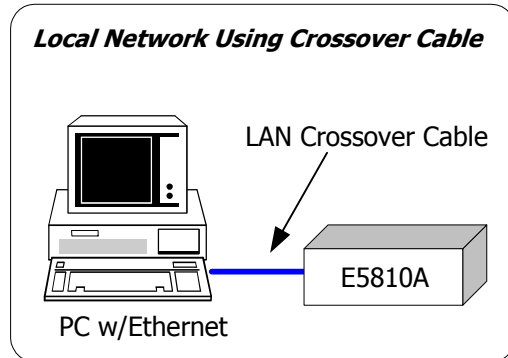 Local Network Using Crossover Cable
LAN Crossover Cable
E5810A
PC w/Ethernet